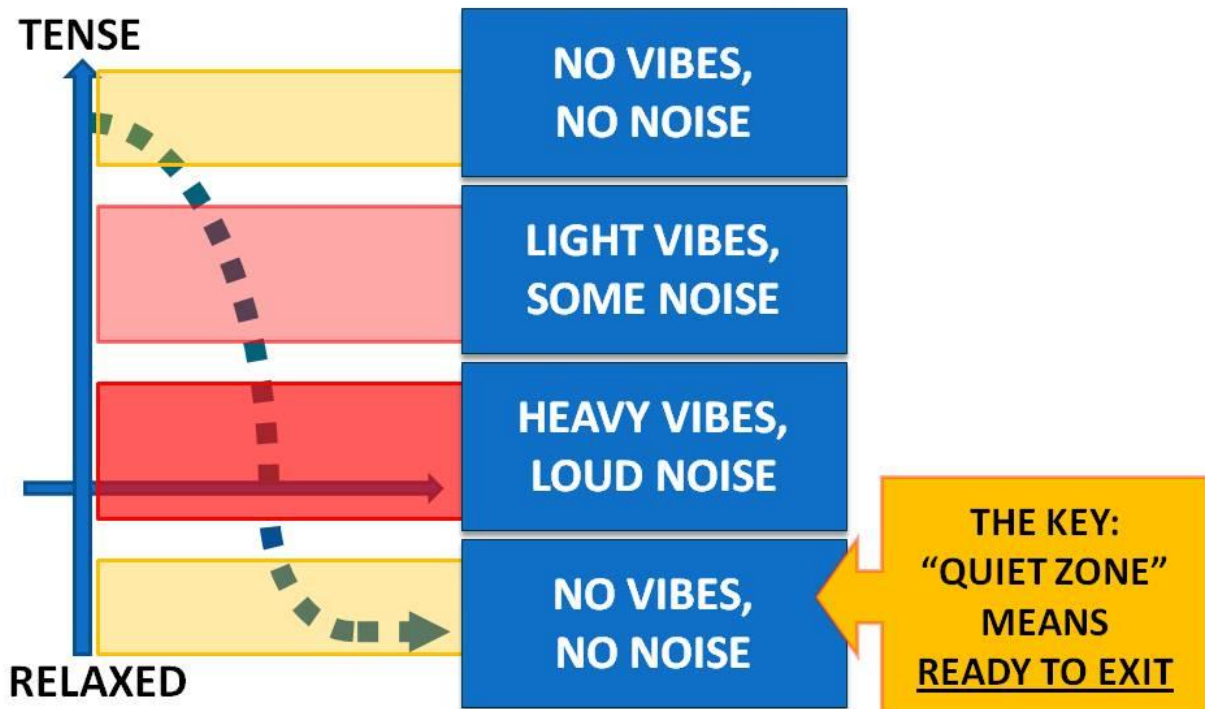 TENSE
NO VIBES,
NO NOISE
LIGHT VIBES,
SOME NOISE
HEAVY VIBES,
LOUD NOISE
NO VIBES,
NO NOISE
RELAXED
THE KEY:
“QUIET ZONE”
MEANS
READY TO EXIT